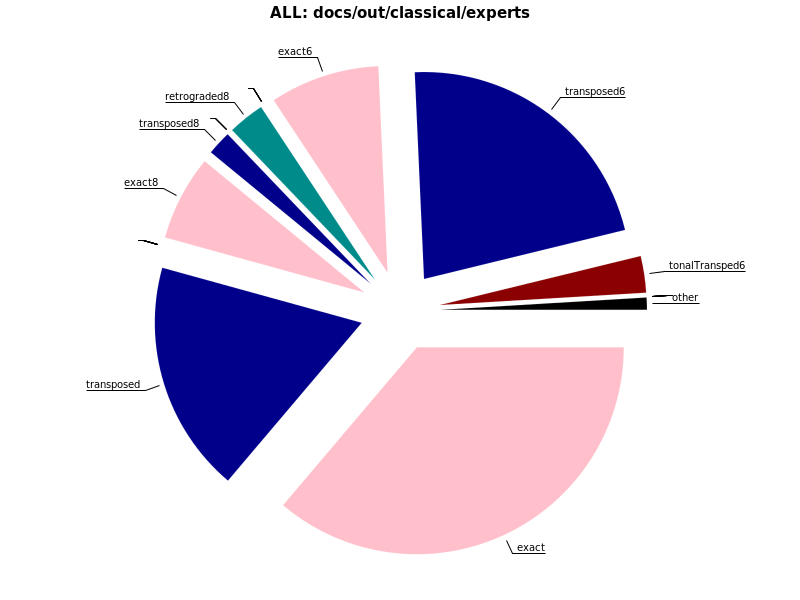 ALL: docs/out/classical/experts
exact6
transposed6
retrograded8
transposed8
exact8
tonalTransped6
other
transposed
exact